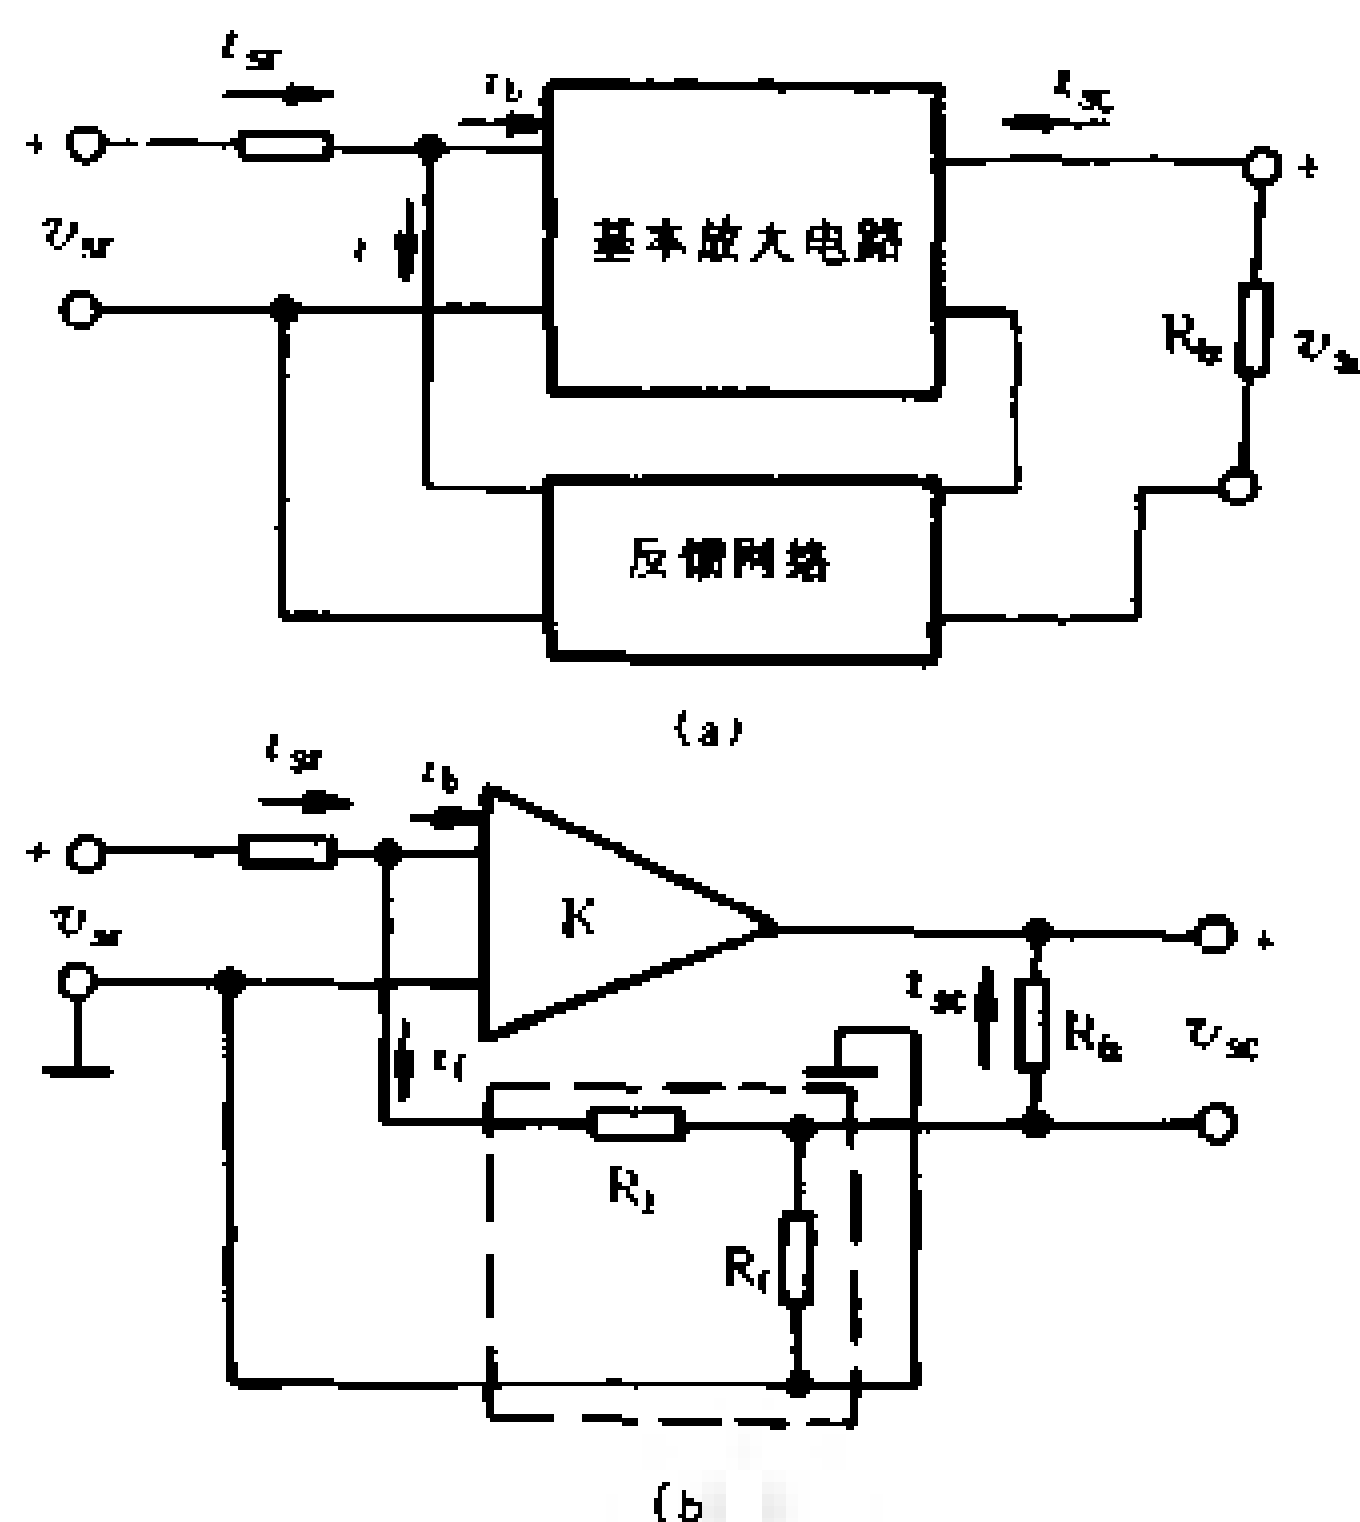 i_sr
i_b
i_sc
+
+
v_sr
基本放大电路
i
R_fz
v_sc
反馈网络
(a)
i_sr
i_b
+
v_sr
K
+
i_sc
R_fz
v_sc
i_f
R_f
(b